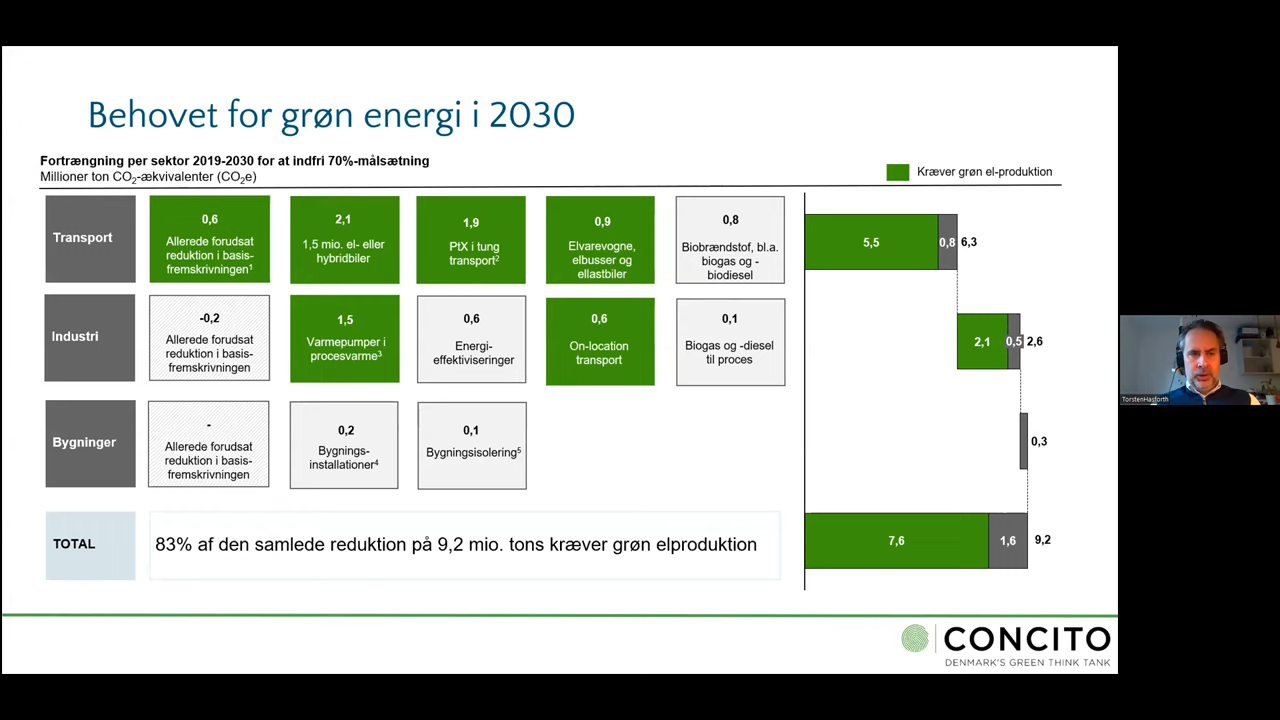 Behovet for grøn energi i 2030
Fortrængning per sektor 2019-2030 for at indfri 70%-målsætning
Millioner ton CO₂-ækvivalenter (CO₂e)
Kræver grøn el-produktion
Transport
0,6
Allerede forudsat
reduktion i basis-
fremskrivningen¹
2,1
1,5 mio. el- eller
hybridbiler
1,9
PtX i tung
transport²
0,9
Elvarevogne,
elbusser og
ellastbiler
0,8
Biobrændstof, bl.a.
biogas og -
biodiesel
5,5
0,8
6,3
Industri
-0,2
Allerede forudsat
reduktion i basis-
fremskrivningen
1,5
Varmepumper i
procesvarme³
0,6
Energi-
effektiviseringer
0,6
On-location
transport
0,1
Biogas og -diesel
til proces
2,1
0,5
2,6
Bygninger
-
Allerede forudsat
reduktion i basis-
fremskrivningen
0,2
Bygnings-
installationer⁴
0,1
Bygningsisolering⁵
0,3
TOTAL
83% af den samlede reduktion på 9,2 mio. tons kræver grøn elproduktion
7,6
1,6
9,2
CONCITO
DENMARK'S GREEN THINK TANK
TorstenHasforth